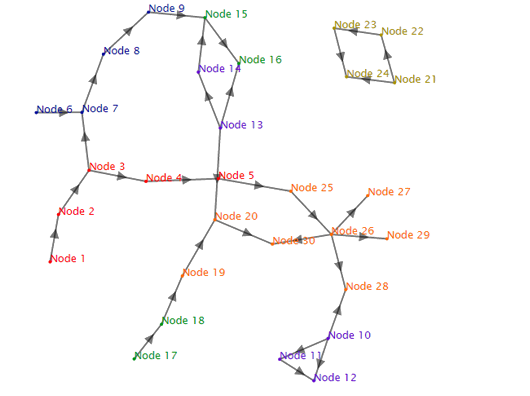 Node 9
Node 15
Node 23
Node 22
Node 8
Node 16
Node 14
Node 24
Node 21
Node 6
Node 7
Node 13
Node 3
Node 4
Node 5
Node 25
Node 27
Node 2
Node 20
Node 26
Node 29
Node 30
Node 1
Node 19
Node 28
Node 18
Node 10
Node 17
Node 11
Node 12